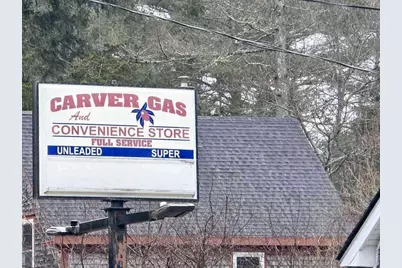 CARVER GAS
And
CONVENIENCE STORE
FULL SERVICE
UNLEADED SUPER